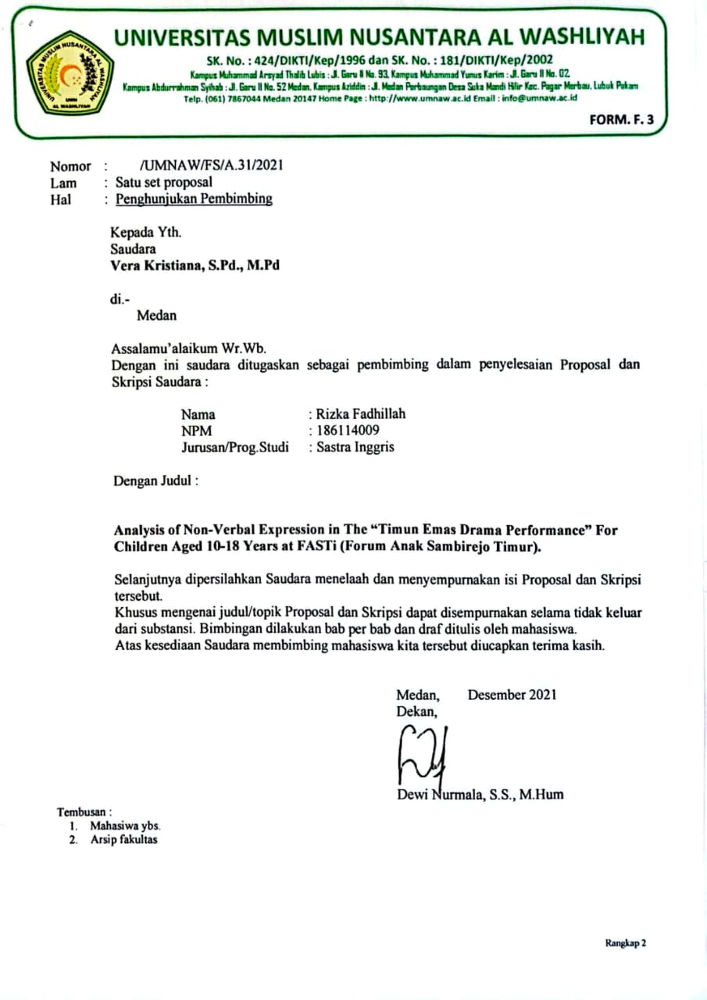 UNIVERSITAS MUSLIM NUSANTARA AL WASHLIYAH
UNIVERSITAS MUSLIM NUSANTARA AL WASHLIYAH
UMN
AL WASHLIYAH
SK. No. : 424/DIKTI/Kep/1996 dan SK. No. : 181/DIKTI/Kep/2002
Kampus Muhammad Arsyad Thalib Lubis : Jl. Garu II No. 93, Kampus Muhammad Yunus Karim : Jl. Garu II No. 02,
Kampus Abdurrahman Syihab : Jl. Garu II No. 52 Medan, Kampus Aziddin : Jl. Medan Perbaungan Desa Suka Mandi Hilir Kec. Pagar Merbau, Lubuk Pakam
Telp. (061) 7867044 Medan 20147 Home Page : http://www.umnaw.ac.id Email : info@umnaw.ac.id
FORM. F. 3
Nomor : /UMNAW/FS/A.31/2021
Lam : Satu set proposal
Hal : Penghunjukan Pembimbing
Kepada Yth.
Saudara
Vera Kristiana, S.Pd., M.Pd
di.-
Medan
Assalamu’alaikum Wr.Wb.
Dengan ini saudara ditugaskan sebagai pembimbing dalam penyelesaian Proposal dan
Skripsi Saudara :
Nama : Rizka Fadhillah
NPM : 186114009
Jurusan/Prog.Studi : Sastra Inggris
Dengan Judul :
Analysis of Non-Verbal Expression in The “Timun Emas Drama Performance” For
Children Aged 10-18 Years at FASTi (Forum Anak Sambirejo Timur).
Selanjutnya dipersilahkan Saudara menelaah dan menyempurnakan isi Proposal dan Skripsi
tersebut.
Khusus mengenai judul/topik Proposal dan Skripsi dapat disempurnakan selama tidak keluar
dari substansi. Bimbingan dilakukan bab per bab dan draf ditulis oleh mahasiswa.
Atas kesediaan Saudara membimbing mahasiswa kita tersebut diucapkan terima kasih.
Medan, Desember 2021
Dekan,
Dewi Nurmala, S.S., M.Hum
Tembusan :
1. Mahasiwa ybs.
2. Arsip fakultas
Rangkap 2